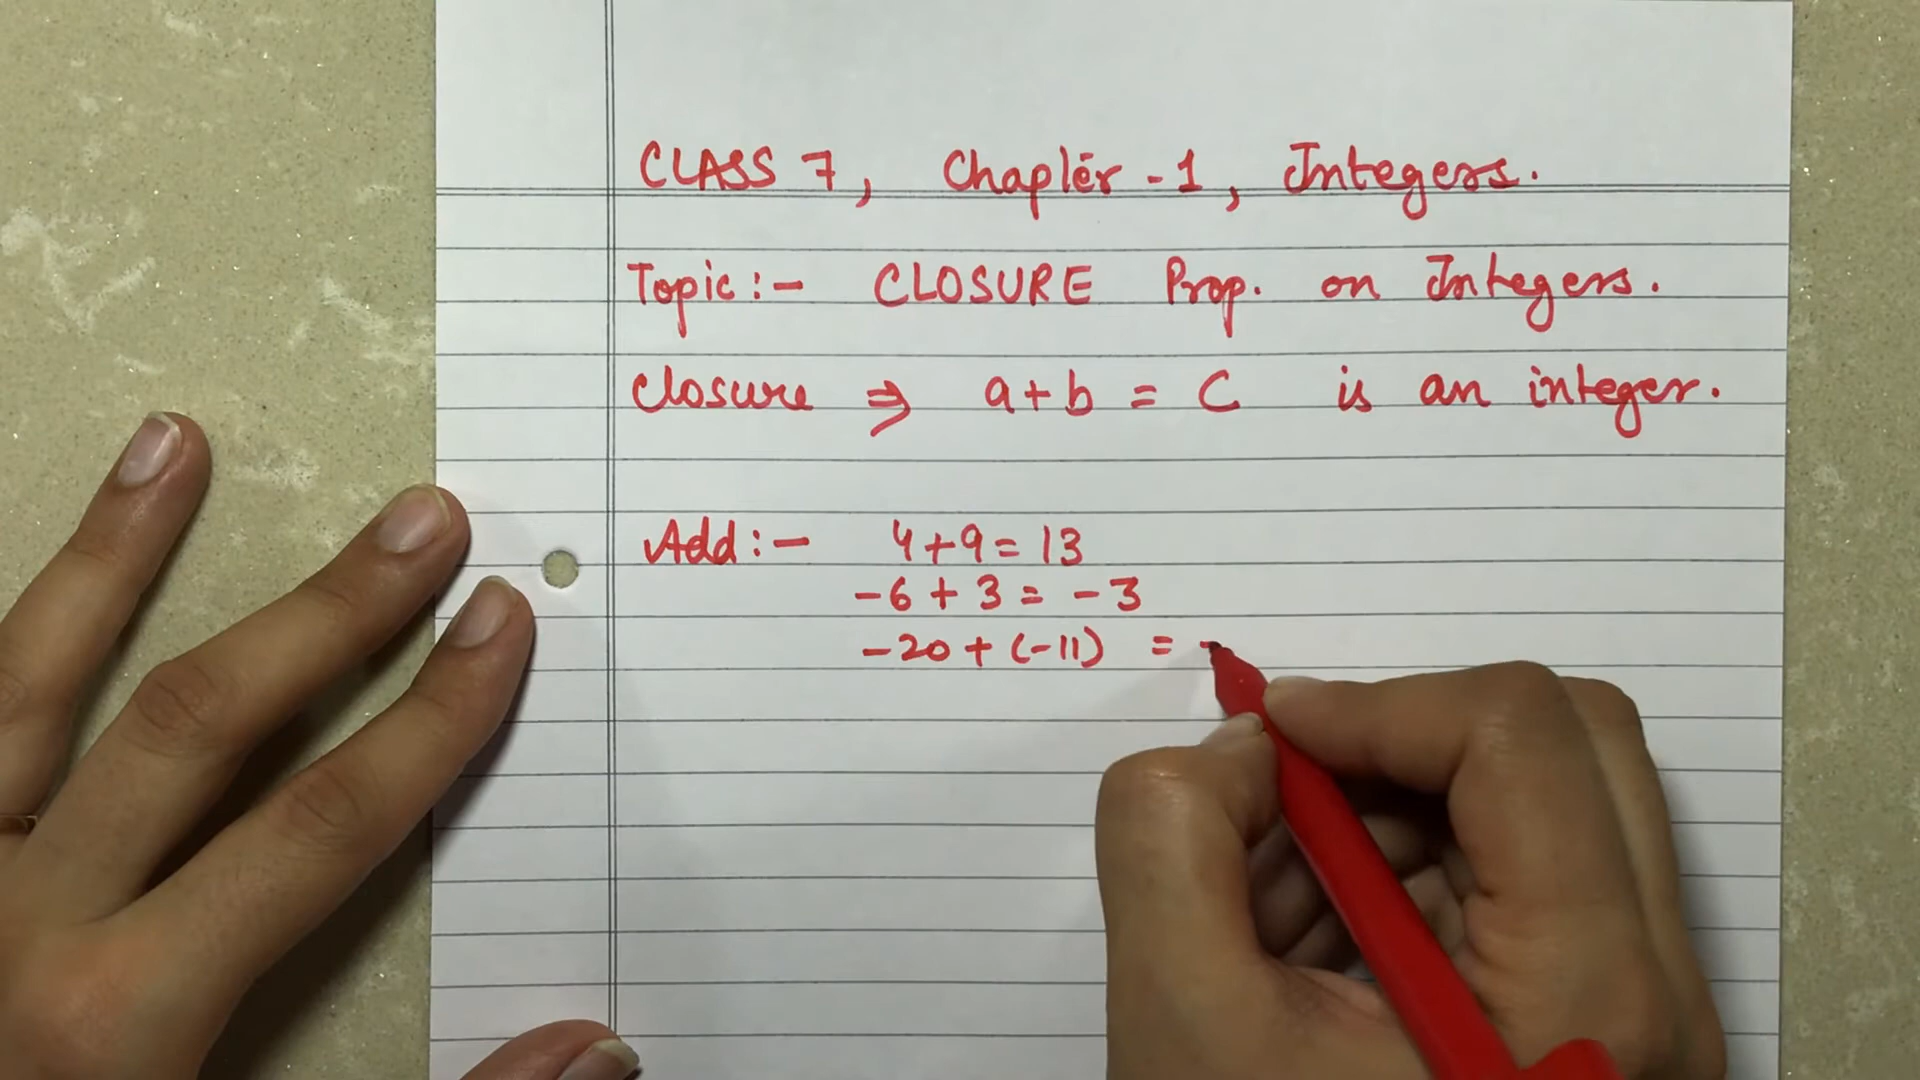 CLASS 7, Chapter - 1, Integers.
Topic :- CLOSURE Prop. on Integers.
Closure ⇒ a + b = C is an integer.
Add :- 4 + 9 = 13
- 6 + 3 = - 3
- 20 + (-11) = -